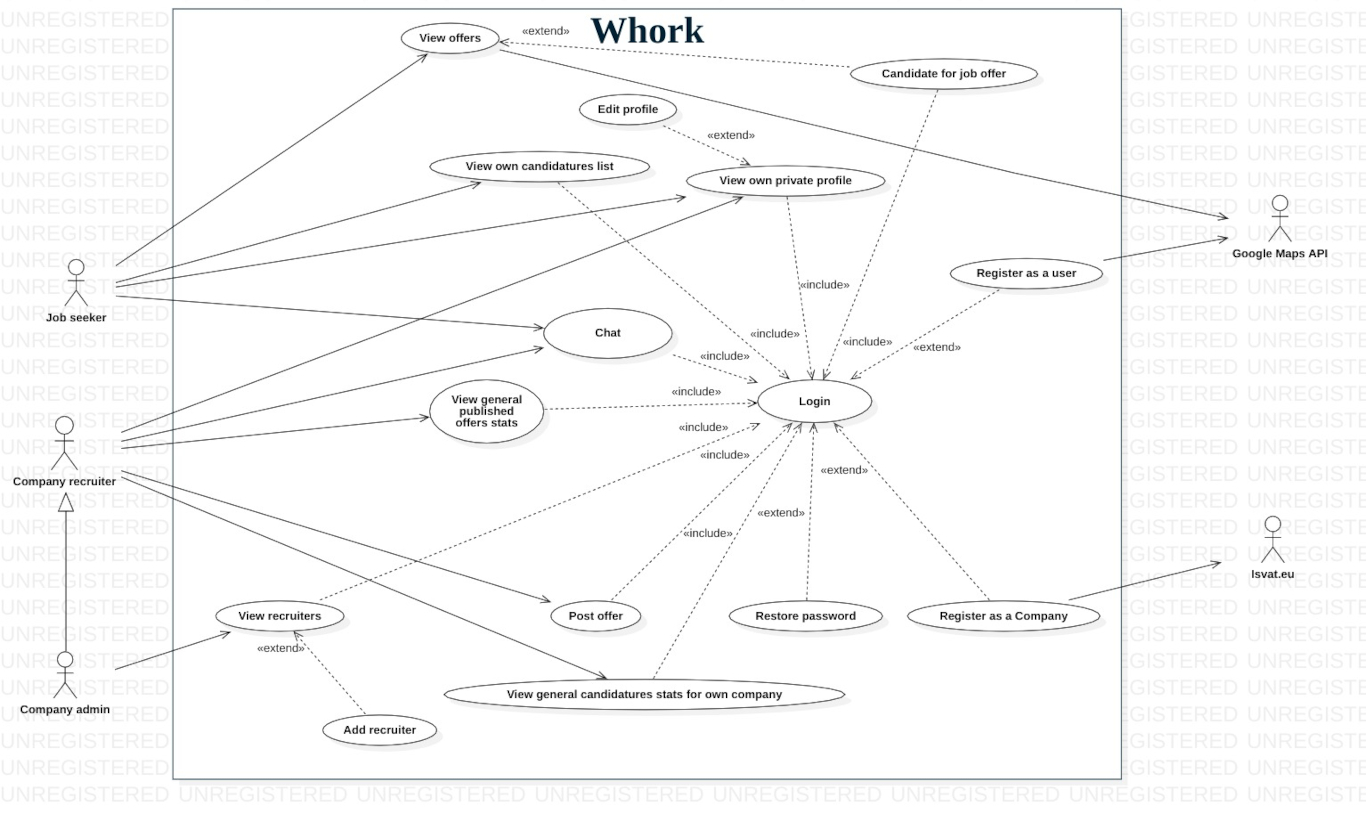 UNREGISTERED
Whork
View offers
«extend»
Candidate for job offer
Edit profile
«extend»
View own candidatures list
View own private profile
Google Maps API
Register as a user
Job seeker
«include»
Chat
«include»
«include»
«extend»
«include»
«include»
Login
View general
published
offers stats
«include»
«include»
«extend»
Company recruiter
«extend»
«include»
lsvat.eu
View recruiters
Post offer
Restore password
Register as a Company
«extend»
View general candidatures stats for own company
Company admin
Add recruiter
UNREGISTERED UNREGISTERED UNREGISTERED UNREGISTERED UNREGISTERED UNREGISTERED UNREGISTERED UNREGISTERED